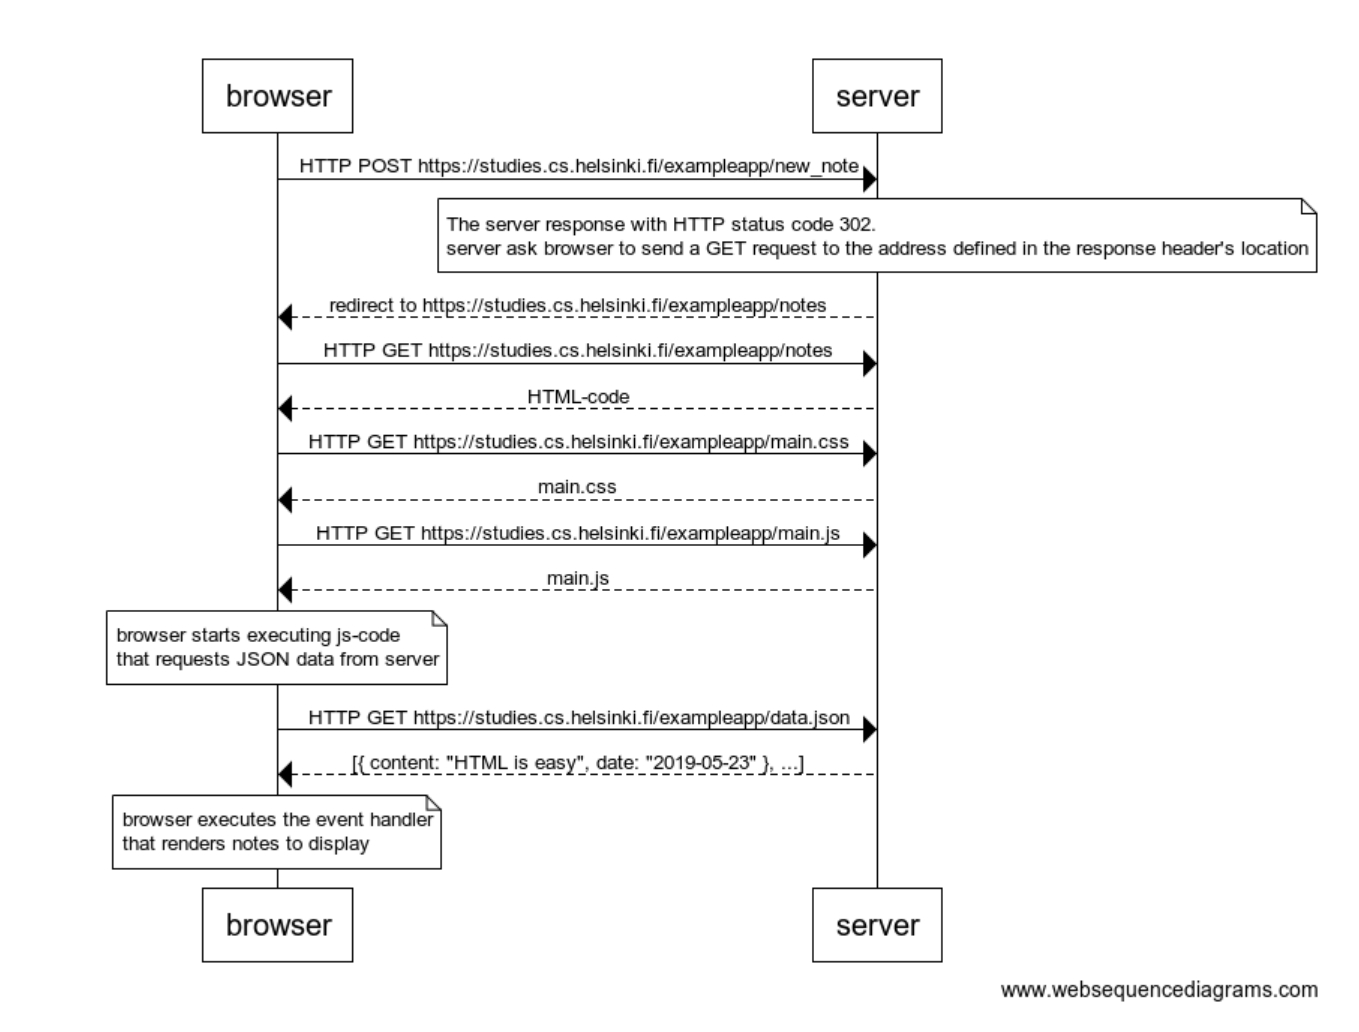 browser
server
HTTP POST https://studies.cs.helsinki.fi/exampleapp/new_note
The server response with HTTP status code 302.
server ask browser to send a GET request to the address defined in the response header's location
redirect to https://studies.cs.helsinki.fi/exampleapp/notes
HTTP GET https://studies.cs.helsinki.fi/exampleapp/notes
HTML-code
HTTP GET https://studies.cs.helsinki.fi/exampleapp/main.css
main.css
HTTP GET https://studies.cs.helsinki.fi/exampleapp/main.js
main.js
browser starts executing js-code
that requests JSON data from server
HTTP GET https://studies.cs.helsinki.fi/exampleapp/data.json
[{ content: "HTML is easy", date: "2019-05-23" }, ...]
browser executes the event handler
that renders notes to display
browser
server
www.websequencediagrams.com